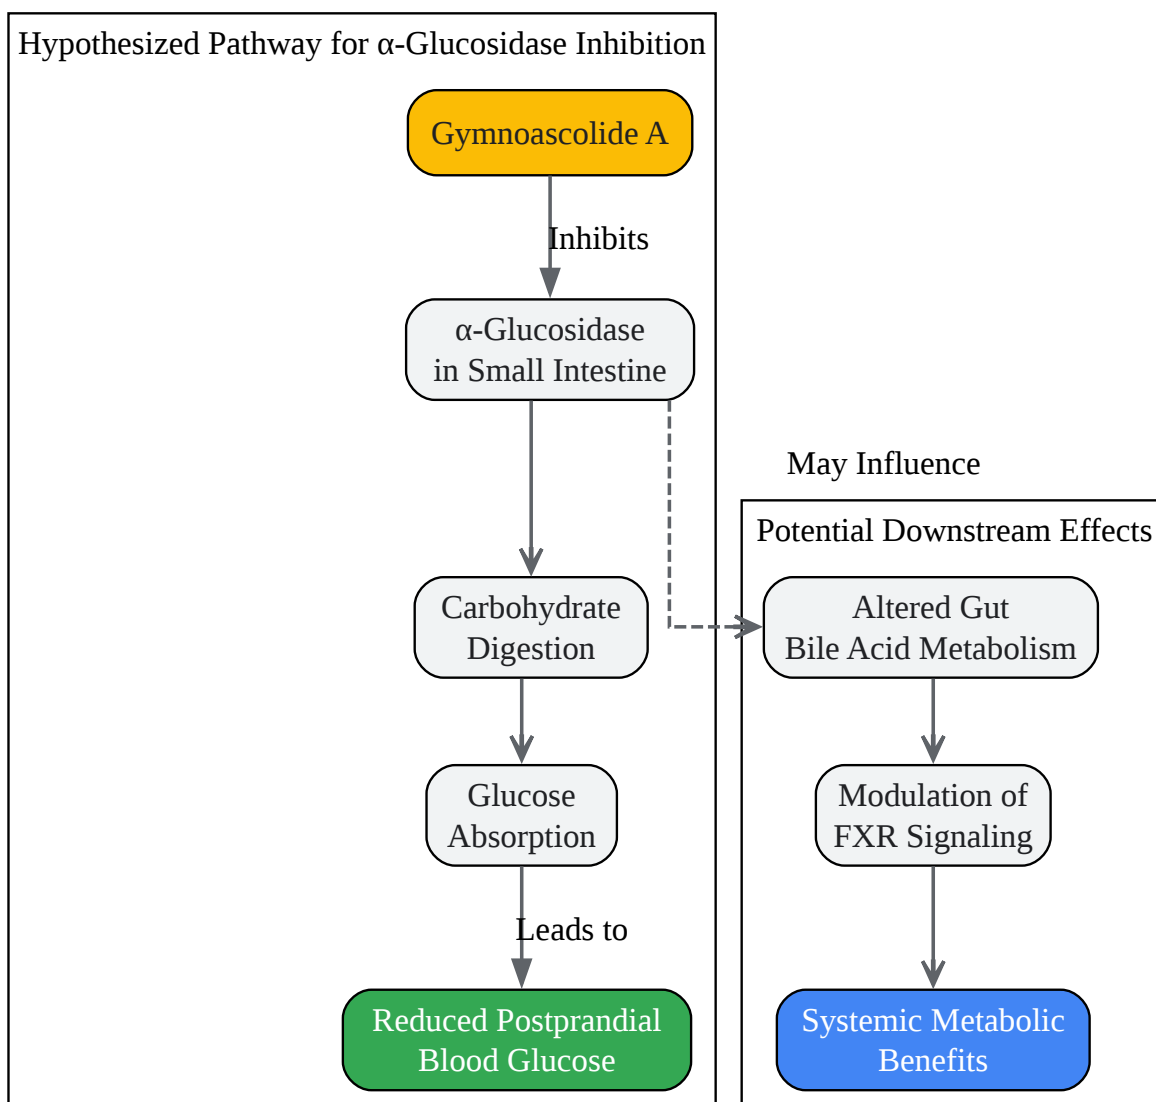 Hypothesized Pathway for α-Glucosidase Inhibition
Gymnoascolide A
Inhibits
α-Glucosidase
in Small Intestine
Carbohydrate
Digestion
Glucose
Absorption
Leads to
Reduced Postprandial
Blood Glucose
May Influence
Potential Downstream Effects
Altered Gut
Bile Acid Metabolism
Modulation of
FXR Signaling
Systemic Metabolic
Benefits